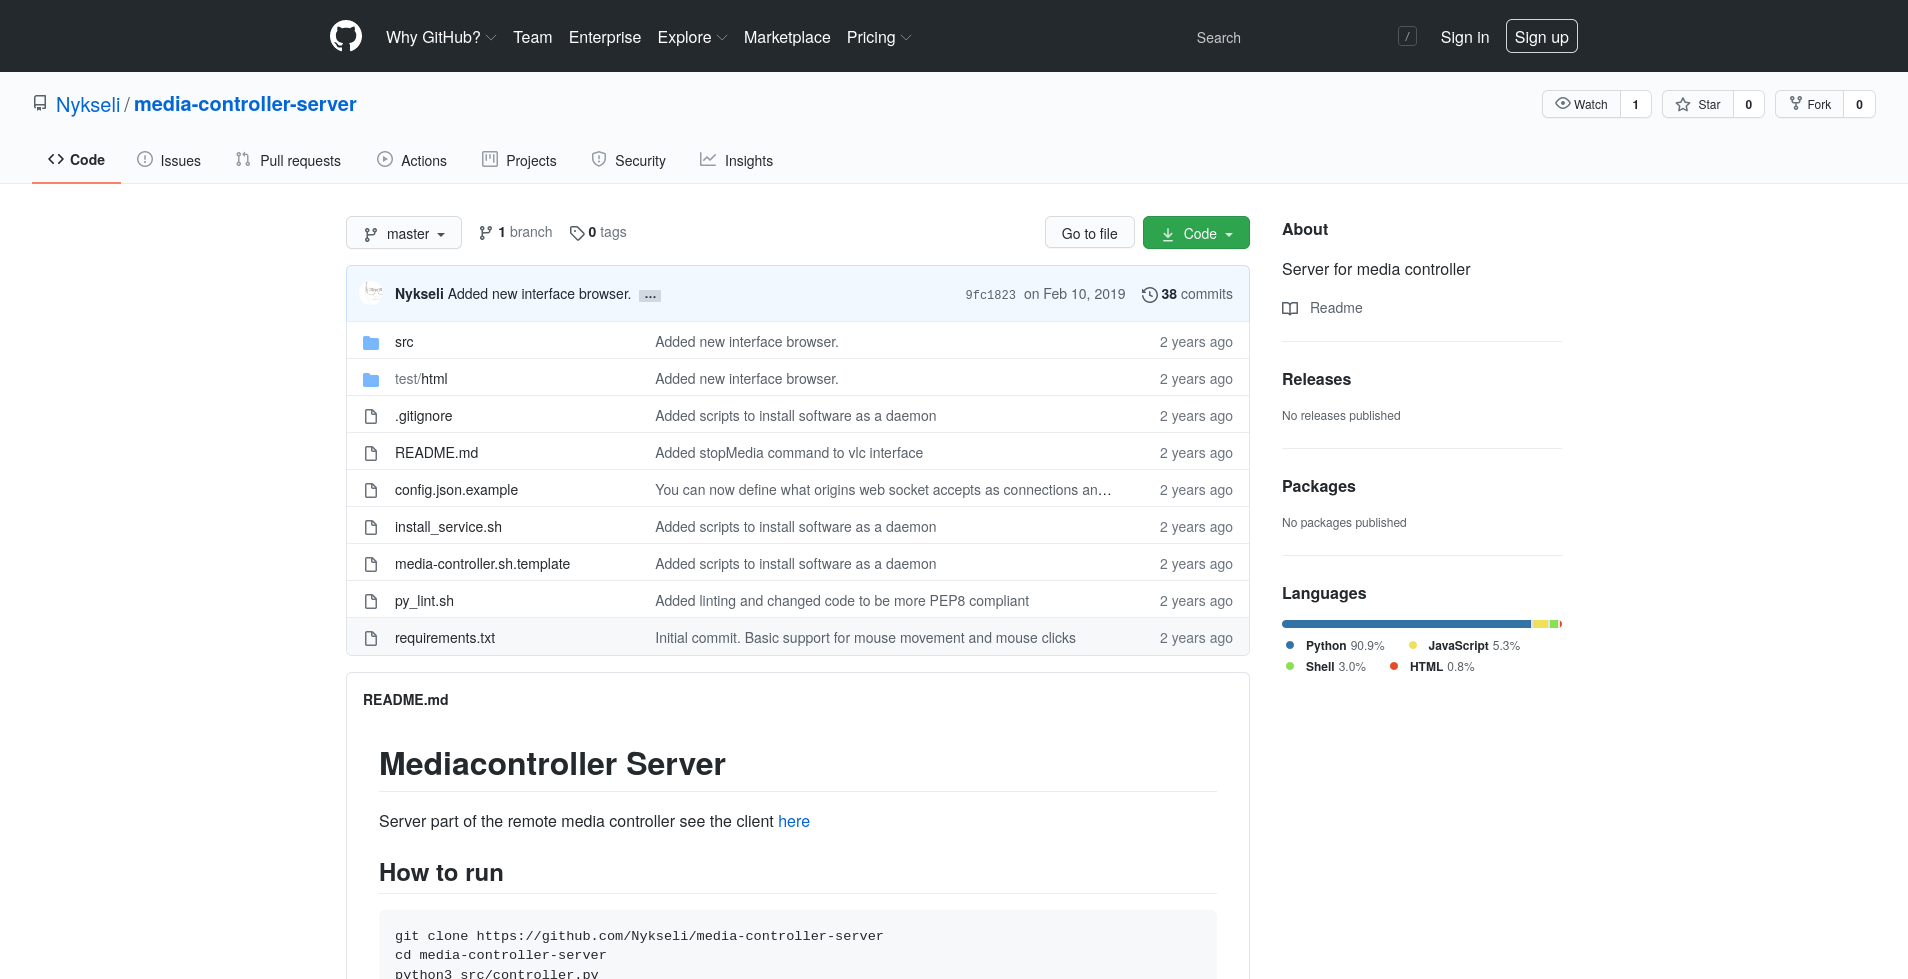 Why GitHub? Team Enterprise Explore Marketplace Pricing Search / Sign in Sign up
Nykseli / media-controller-server Watch 1 Star 0 Fork 0
Code Issues Pull requests Actions Projects Security Insights
master 1 branch 0 tags Go to file Code
Nykseli Added new interface browser. … 9fc1823 on Feb 10, 2019 38 commits
src Added new interface browser. 2 years ago
test/html Added new interface browser. 2 years ago
.gitignore Added scripts to install software as a daemon 2 years ago
README.md Added stopMedia command to vlc interface 2 years ago
config.json.example You can now define what origins web socket accepts as connections an… 2 years ago
install_service.sh Added scripts to install software as a daemon 2 years ago
media-controller.sh.template Added scripts to install software as a daemon 2 years ago
py_lint.sh Added linting and changed code to be more PEP8 compliant 2 years ago
requirements.txt Initial commit. Basic support for mouse movement and mouse clicks 2 years ago
README.md
Mediacontroller Server
Server part of the remote media controller see the client here
How to run
git clone https://github.com/Nykseli/media-controller-server
cd media-controller-server
python3 src/controller.py
About
Server for media controller
Readme
Releases
No releases published
Packages
No packages published
Languages
Python 90.9% JavaScript 5.3%
Shell 3.0% HTML 0.8%